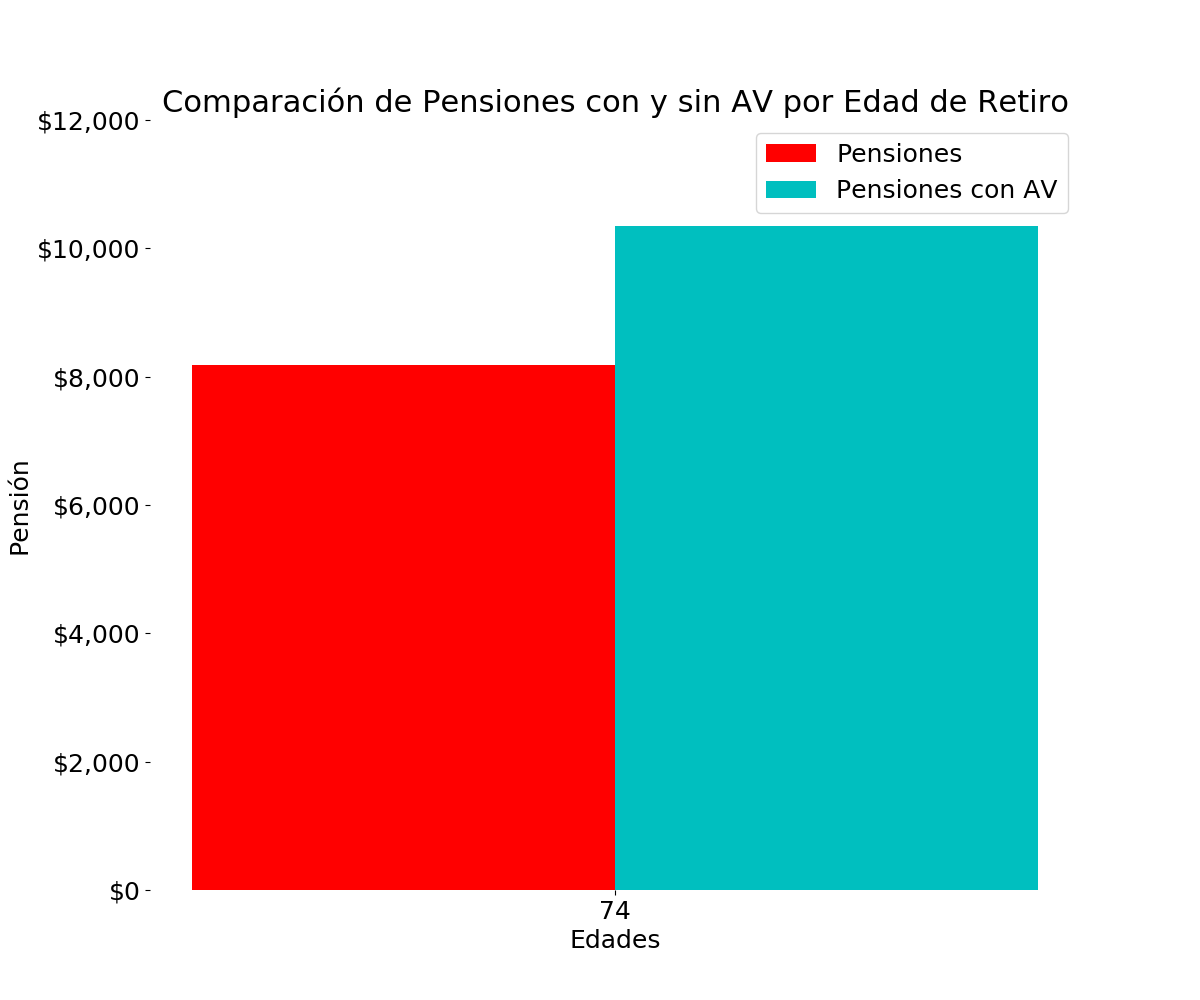 Comparación de Pensiones con y sin AV por Edad de Retiro
$12,000
Pensiones
Pensiones con AV
$10,000
$8,000
$6,000
Pensión
$4,000
$2,000
$0
74
Edades